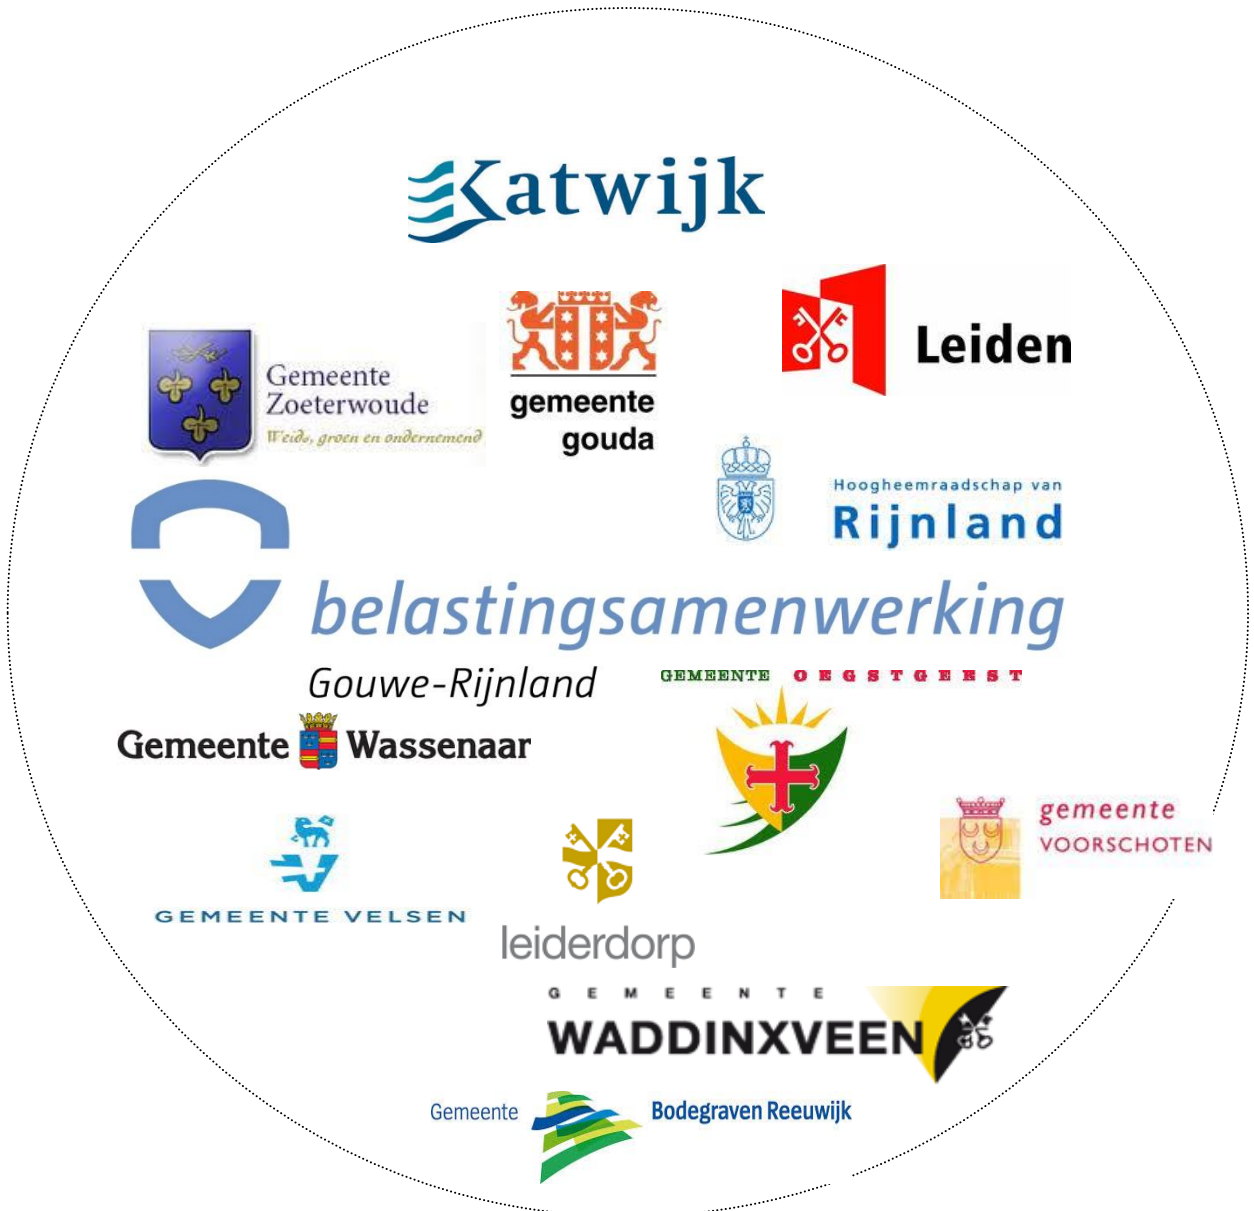 Katwijk
Leiden
Gemeente
Zoeterwoude
Weids, groen en ondernemend
gemeente
gouda
Hoogheemraadschap van
Rijnland
belastingsamenwerking
Gouwe-Rijnland
GEMEENTE OEGSTGEEST
Gemeente Wassenaar
gemeente
VOORSCHOTEN
GEMEENTE VELSEN
leiderdorp
GEMEENTE
WADDINXVEEN
Gemeente Bodegraven Reeuwijk